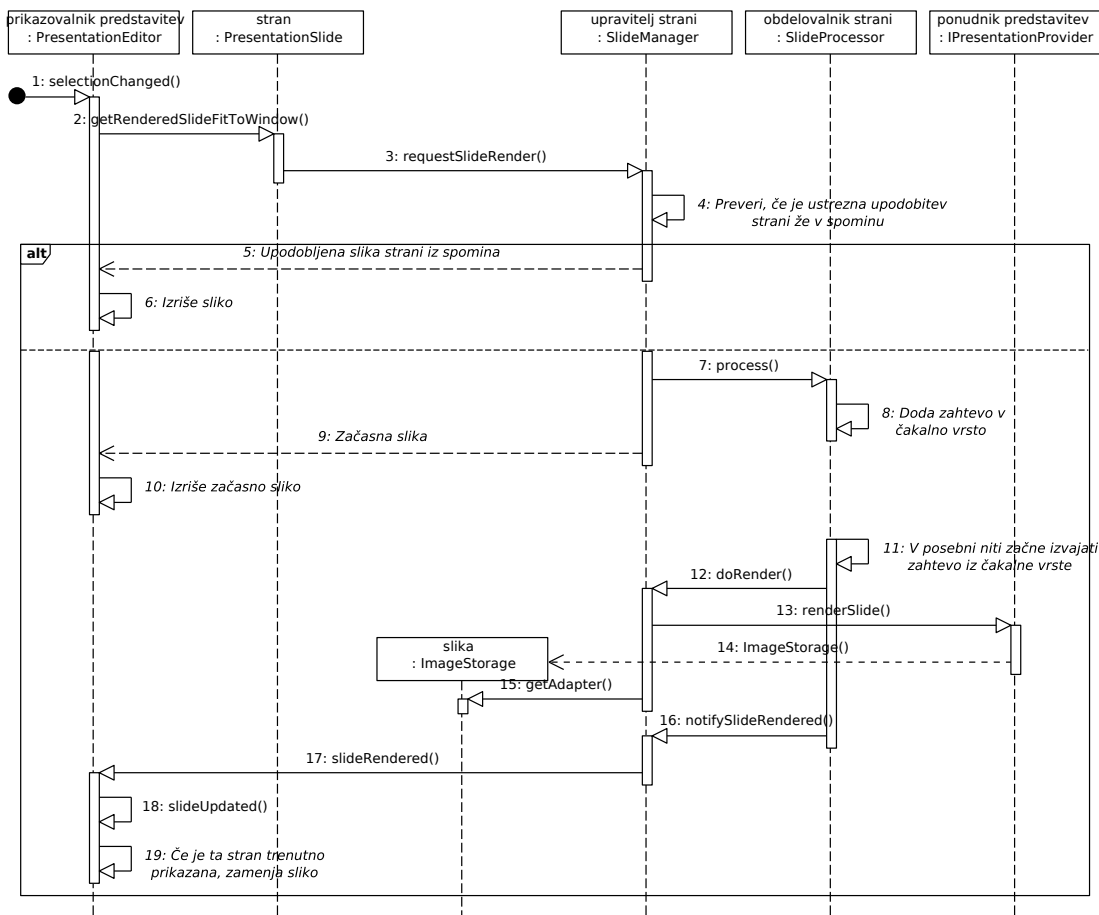 prikazovalnik predstavitev
: PresentationEditor
stran
: PresentationSlide
upravitelj strani
: SlideManager
obdelovalnik strani
: SlideProcessor
ponudnik predstavitev
: IPresentationProvider
1: selectionChanged()
2: getRenderedSlideFitToWindow()
3: requestSlideRender()
4: Preveri, če je ustrezna upodobitev
strani že v spominu
alt
5: Upodobljena slika strani iz spomina
6: Izriše sliko
7: process()
8: Doda zahtevo v
čakalno vrsto
9: Začasna slika
10: Izriše začasno sliko
11: V posebni niti začne izvajati
zahtevo iz čakalne vrste
12: doRender()
13: renderSlide()
slika
: ImageStorage
14: ImageStorage()
15: getAdapter()
16: notifySlideRendered()
17: slideRendered()
18: slideUpdated()
19: Če je ta stran trenutno
prikazana, zamenja sliko